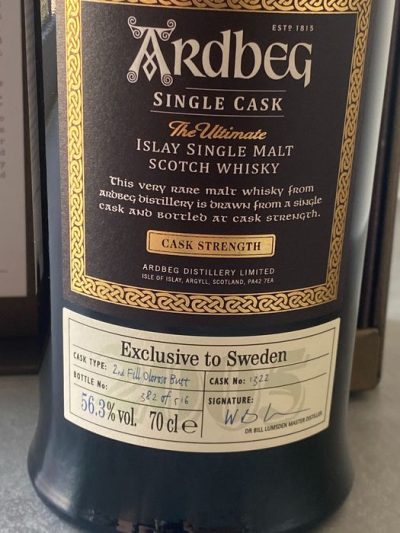 ESTD 1815
ARDBEG
SINGLE CASK
The Ultimate
ISLAY SINGLE MALT
SCOTCH WHISKY
This very rare malt whisky from
Ardbeg distillery is drawn from a single
cask and bottled at cask strength.
CASK STRENGTH
ARDBEG DISTILLERY LIMITED
ISLE OF ISLAY, ARGYLL, SCOTLAND, PA42 7EA
Exclusive to Sweden
CASK TYPE: 2nd Fill Oloroso Butt
CASK No: 1322
BOTTLE No: 382 of 516
SIGNATURE:
56.3% vol. 70 cl e
DR BILL LUMSDEN MASTER DISTILLER